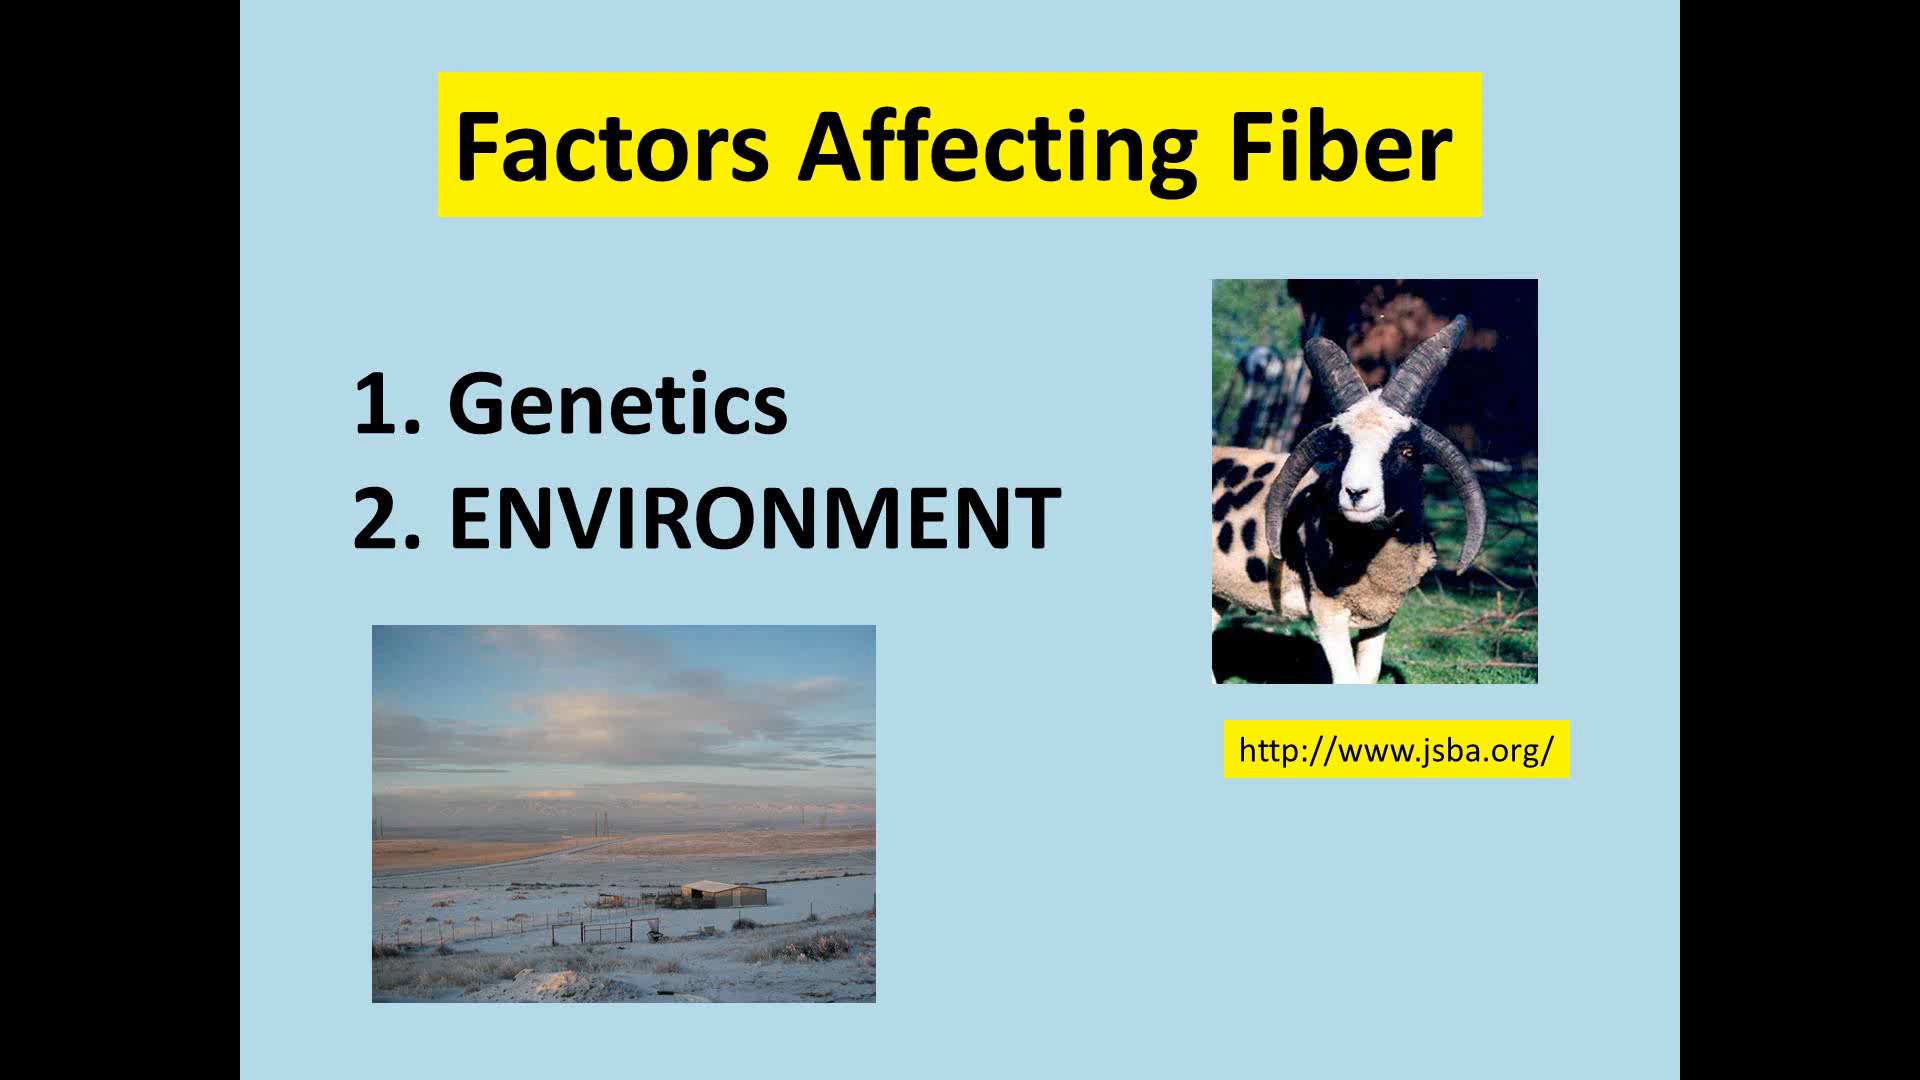 Factors Affecting Fiber
1. Genetics
2. ENVIRONMENT
http://www.jsba.org/